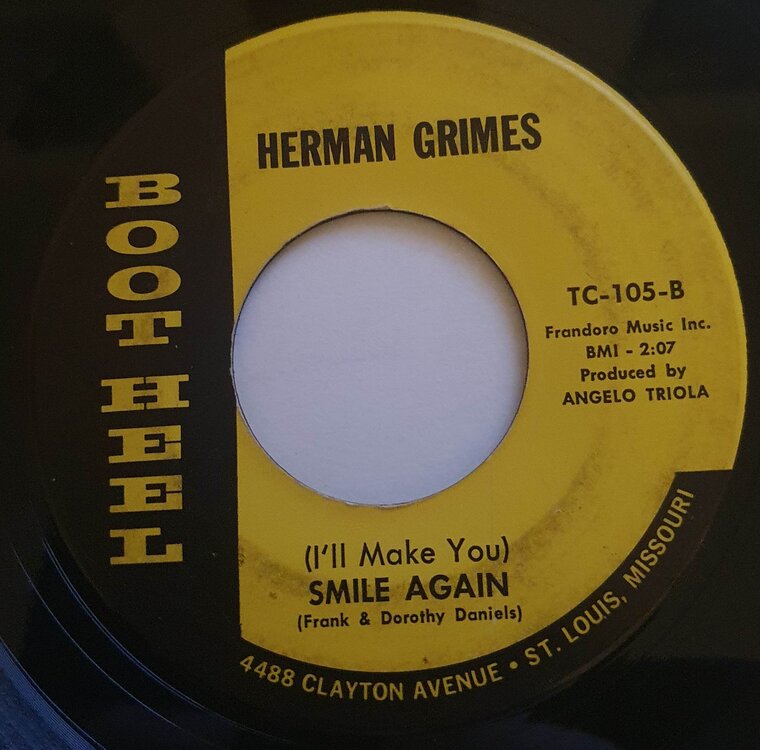 BOOT HEEL
HERMAN GRIMES
TC-105-B
Frandoro Music Inc.
BMI - 2:07
Produced by
ANGELO TRIOLA
(I'll Make You)
SMILE AGAIN
(Frank & Dorothy Daniels)
4488 CLAYTON AVENUE • ST. LOUIS, MISSOURI